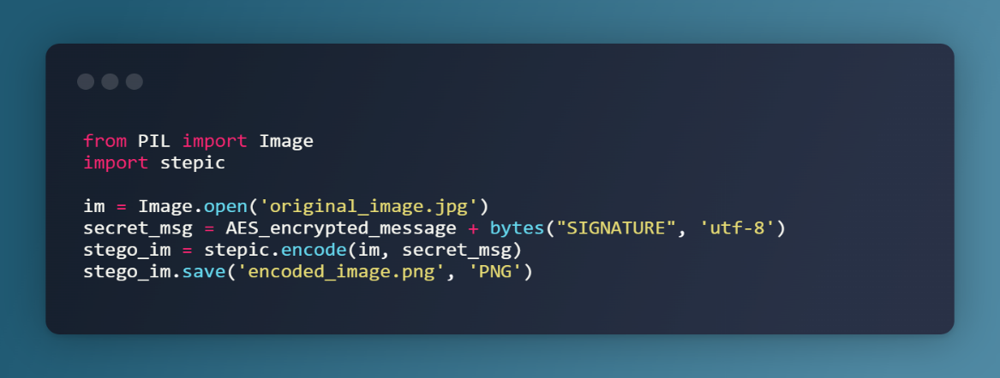 from PIL import Image
import stepic
im = Image.open('original_image.jpg')
secret_msg = AES_encrypted_message + bytes("SIGNATURE", 'utf-8')
stego_im = stepic.encode(im, secret_msg)
stego_im.save('encoded_image.png', 'PNG')